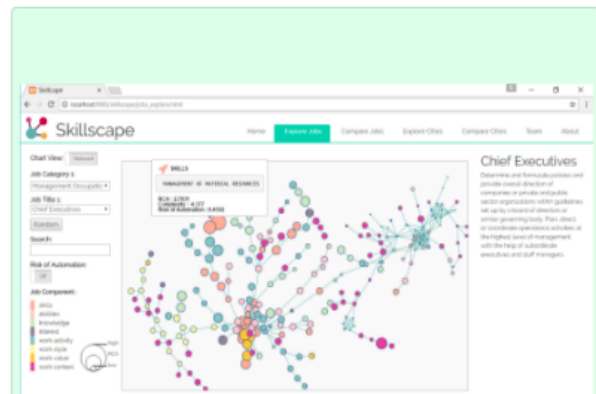 Skillscape
localhost
Skillscape
Home
Explore Jobs
Compare Jobs
Explore Cities
Compare Cities
Team
About
Chart View:
Network
Job Category 1:
Management Occupatio
Job Title 1:
Chief Executives
Search:
Risk of Automation:
Job Component:
skills
abilities
knowledge
interest
work-activity
work-style
work-value
work-context
high
low
SKILLS
MANAGEMENT OF MATERIAL RESOURCES
Chief Executives
Determine and formulate policies and
provide overall direction of
companies or private and public
sector organizations within guidelines
set up by a board of directors or
similar governing body. Plan, direct,
or coordinate operational activities at
the highest level of management
with the help of subordinate
executives and staff managers.